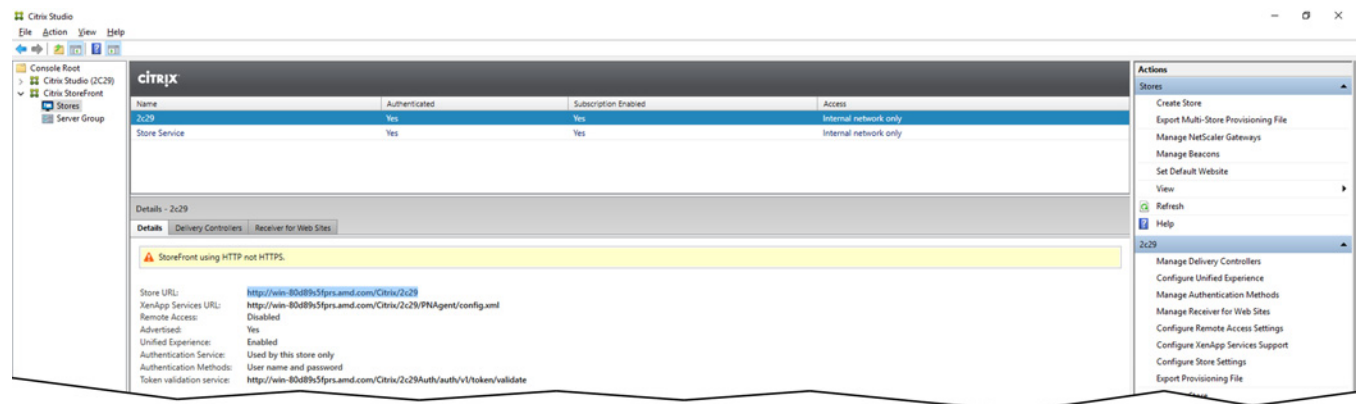 Citrix Studio
File Action View Help
Console Root
Citrix Studio (2C29)
Citrix StoreFront
Stores
Server Group
CİTRİX
Name Authenticated Subscription Enabled Access
2c29 Yes Yes Internal network only
Store Service Yes Yes Internal network only
Details - 2c29
Details Delivery Controllers Receiver for Web Sites
StoreFront using HTTP not HTTPS.
Store URL: http://win-80d89s5fprs.amd.com/Citrix/2c29
XenApp Services URL: http://win-80d89s5fprs.amd.com/Citrix/2c29/PNAgent/config.xml
Remote Access: Disabled
Advertised: Yes
Unified Experience: Enabled
Authentication Service: Used by this store only
Authentication Methods: User name and password
Token validation service: http://win-80d89s5fprs.amd.com/Citrix/2c29Auth/auth/v1/token/validate
Actions
Stores
Create Store
Export Multi-Store Provisioning File
Manage NetScaler Gateways
Manage Beacons
Set Default Website
View
Refresh
Help
2c29
Manage Delivery Controllers
Configure Unified Experience
Manage Authentication Methods
Manage Receiver for Web Sites
Configure Remote Access Settings
Configure XenApp Services Support
Configure Store Settings
Export Provisioning File
Store